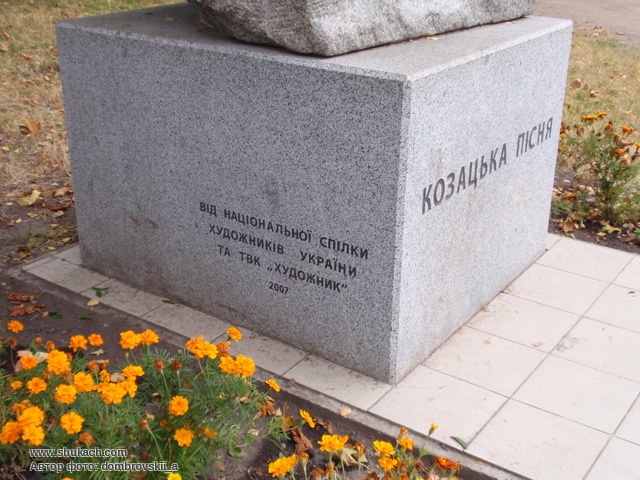 ВІД НАЦІОНАЛЬНОЇ СПІЛКИ
ХУДОЖНИКІВ УКРАЇНИ
ТА ТВК „ХУДОЖНИК"
2007
КОЗАЦЬКА ПІСНЯ
www.shukach.com
Автор фото: dombrovskii_a